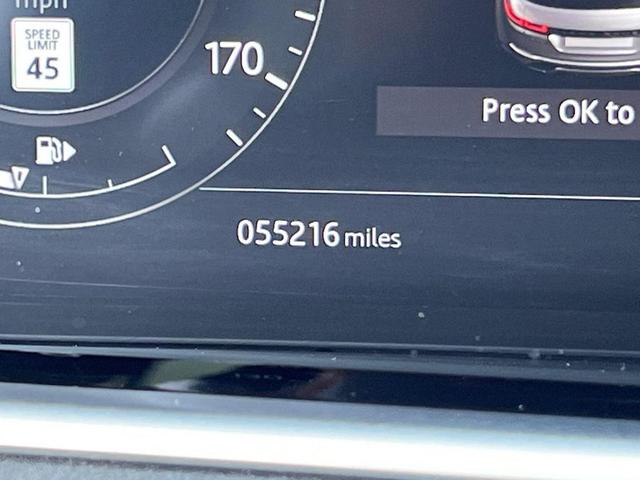 mph
SPEED
LIMIT
45
170
Press OK to
055216 miles